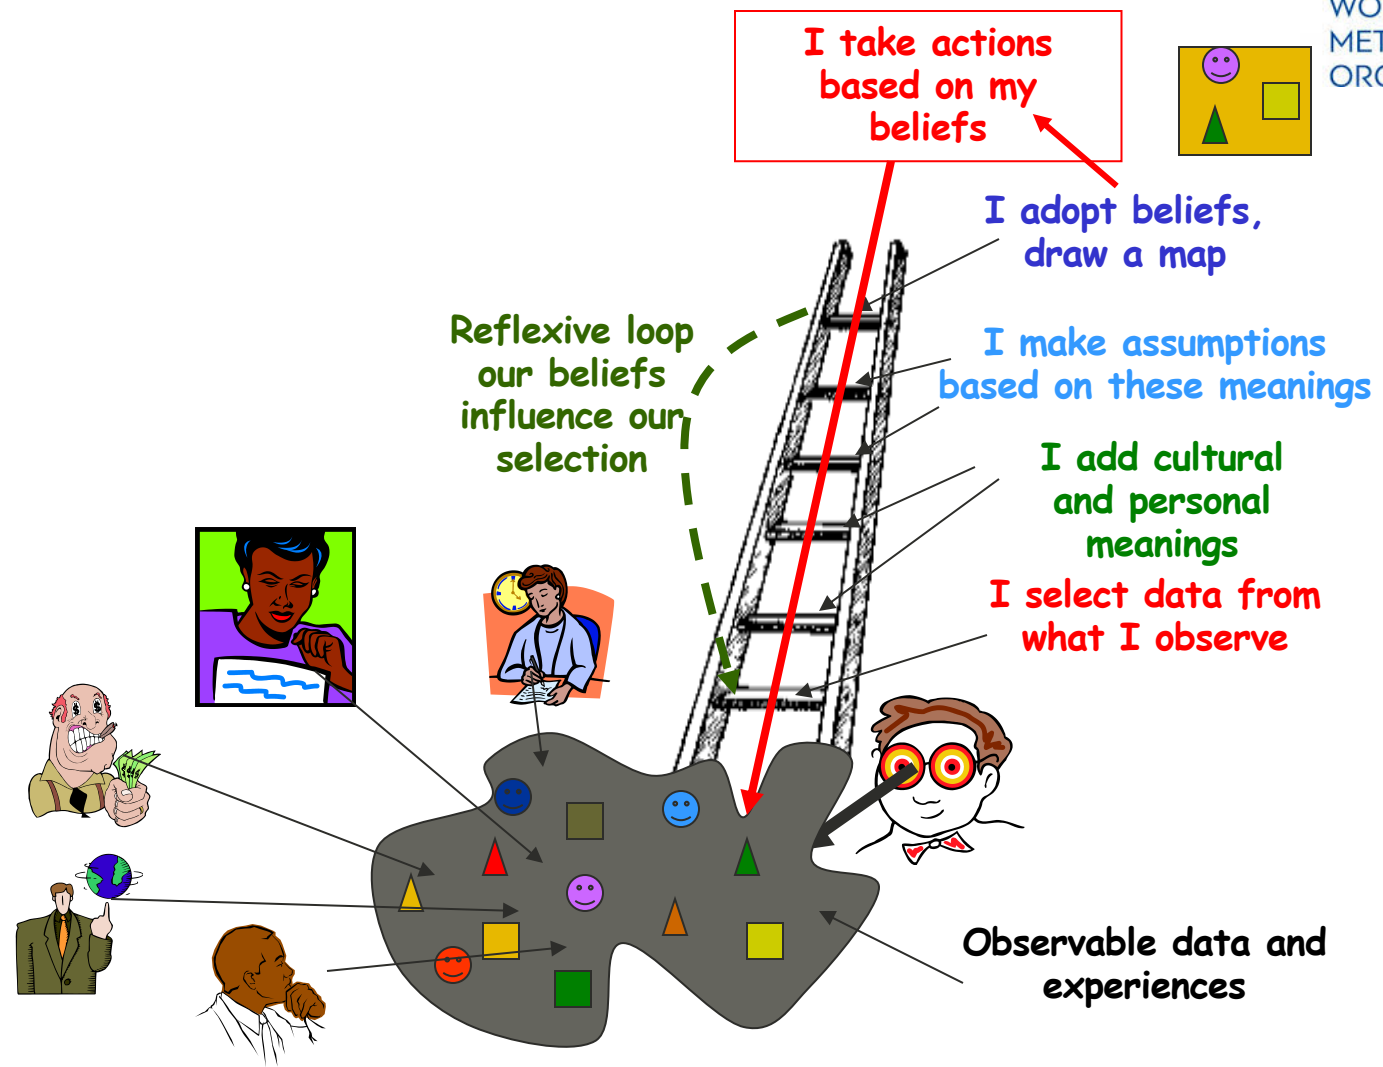 I take actions
based on my
beliefs
I adopt beliefs,
draw a map
Reflexive loop
our beliefs
influence our
selection
I make assumptions
based on these meanings
I add cultural
and personal
meanings
I select data from
what I observe
Observable data and
experiences